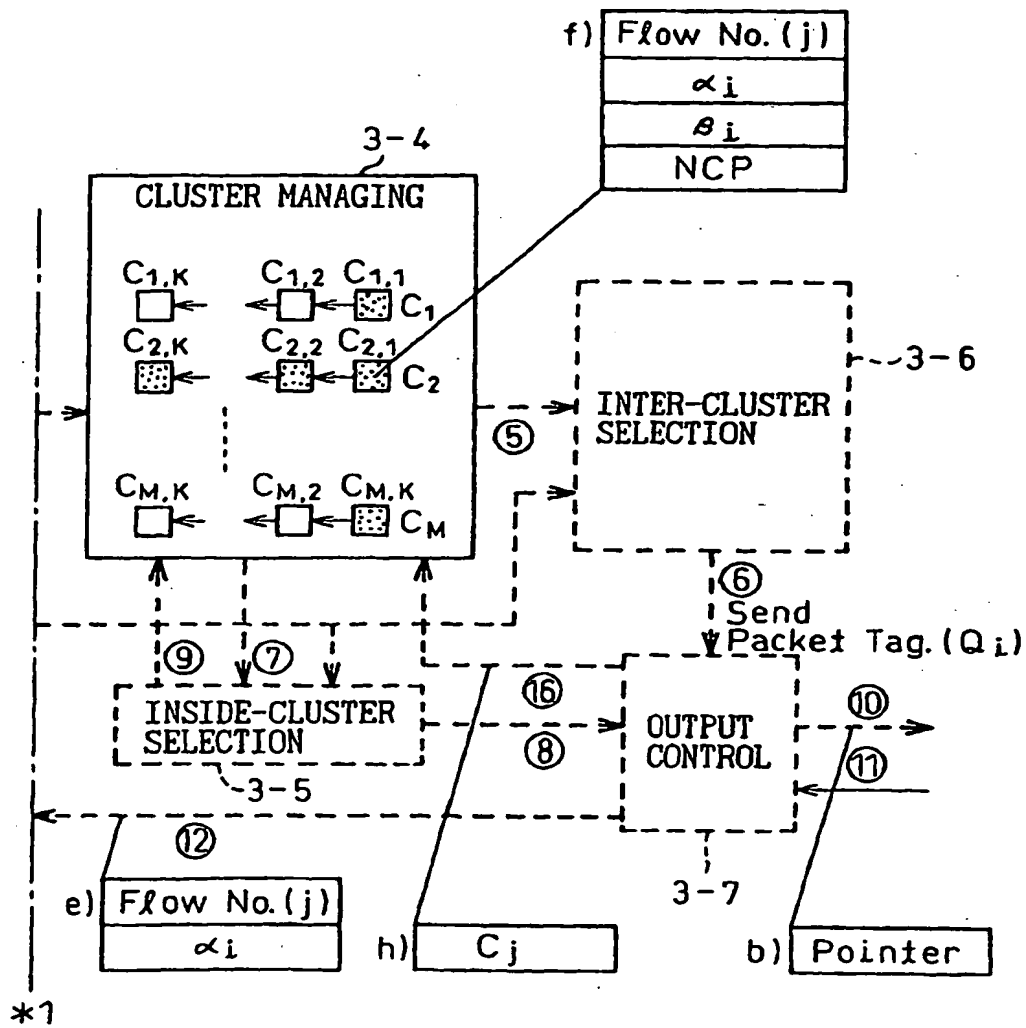 f) Flow No.(j)
αi
βi
NCP
3-4
CLUSTER MANAGING
C1,K C1,2 C1,1
C1
C2,K C2,2 C2,1
C2
CM,K CM,2 CM,K
CM
3-6
INTER-CLUSTER
SELECTION
⑤
⑥
Send
Packet Tag.(Qi)
⑨ ⑦
INSIDE-CLUSTER
SELECTION
3-5
⑯
⑧
OUTPUT
CONTROL
⑩
⑪
3-7
⑫
e) Flow No.(j)
αi
h) Cj
b) Pointer
*1